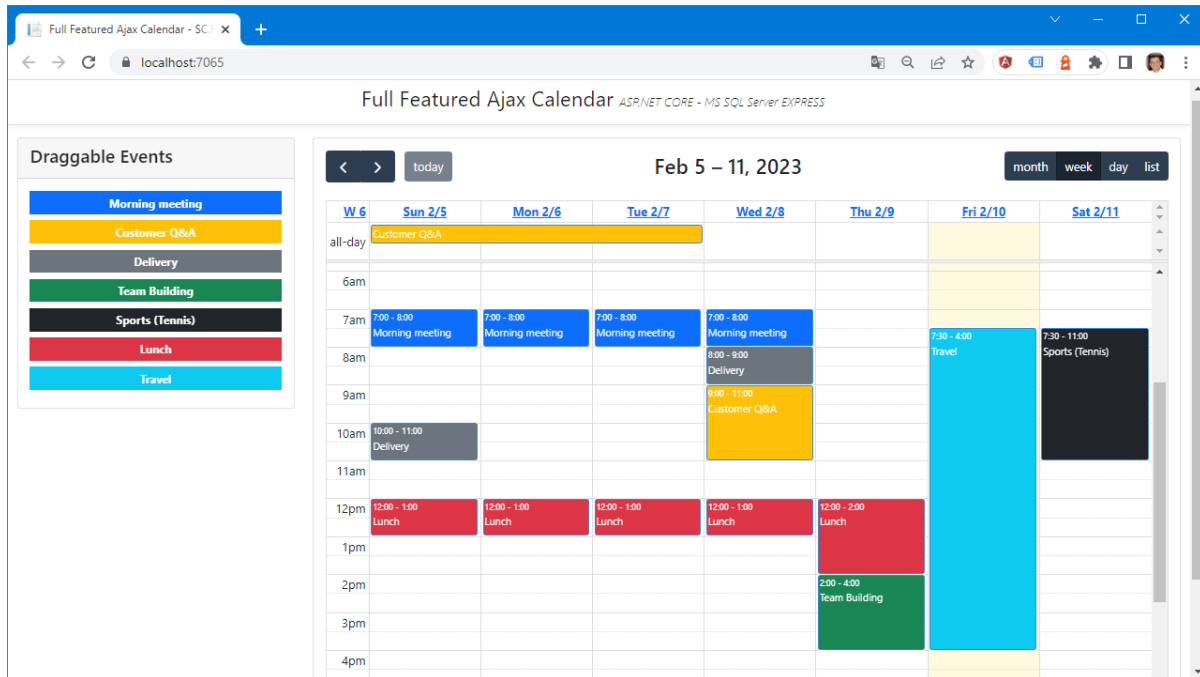 Full Featured Ajax Calendar - SC.
localhost:7065
Full Featured Ajax Calendar ASP.NET CORE - MS SQL Server EXPRESS
Draggable Events
Morning meeting
Customer Q&A
Delivery
Team Building
Sports (Tennis)
Lunch
Travel
today
Feb 5 – 11, 2023
month week day list
W 6 Sun 2/5 Mon 2/6 Tue 2/7 Wed 2/8 Thu 2/9 Fri 2/10 Sat 2/11
all-day Customer Q&A
6am
7am 7:00 - 8:00 7:00 - 8:00 7:00 - 8:00 7:00 - 8:00
Morning meeting Morning meeting Morning meeting Morning meeting
7:30 - 4:00 7:30 - 11:00
Travel Sports (Tennis)
8am 8:00 - 9:00
Delivery
9am 9:00 - 11:00
Customer Q&A
10am 10:00 - 11:00
Delivery
11am
12pm 12:00 - 1:00 12:00 - 1:00 12:00 - 1:00 12:00 - 1:00 12:00 - 2:00
Lunch Lunch Lunch Lunch Lunch
1pm
2pm 2:00 - 4:00
Team Building
3pm
4pm